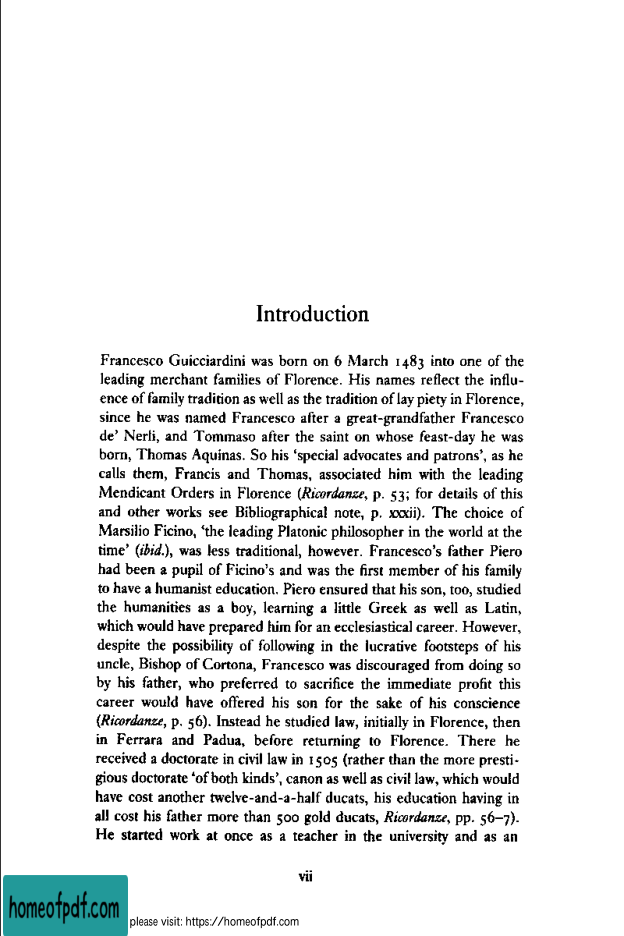 Introduction
Francesco Guicciardini was born on 6 March 1483 into one of the
leading merchant families of Florence. His names reflect the influ-
ence of family tradition as well as the tradition of lay piety in Florence,
since he was named Francesco after a great-grandfather Francesco
de' Nerli, and Tommaso after the saint on whose feast-day he was
born, Thomas Aquinas. So his 'special advocates and patrons', as he
calls them, Francis and Thomas, associated him with the leading
Mendicant Orders in Florence (Ricordanze, p. 53; for details of this
and other works see Bibliographical note, p. xxxii). The choice of
Marsilio Ficino, 'the leading Platonic philosopher in the world at the
time' (ibid.), was less traditional, however. Francesco's father Piero
had been a pupil of Ficino's and was the first member of his family
to have a humanist education. Piero ensured that his son, too, studied
the humanities as a boy, learning a little Greek as well as Latin,
which would have prepared him for an ecclesiastical career. However,
despite the possibility of following in the lucrative footsteps of his
uncle, Bishop of Cortona, Francesco was discouraged from doing so
by his father, who preferred to sacrifice the immediate profit this
career would have offered his son for the sake of his conscience
(Ricordanze, p. 56). Instead he studied law, initially in Florence, then
in Ferrara and Padua, before returning to Florence. There he
received a doctorate in civil law in 1505 (rather than the more presti-
gious doctorate 'of both kinds', canon as well as civil law, which would
have cost another twelve-and-a-half ducats, his education having in
all cost his father more than 500 gold ducats, Ricordanze, pp. 56–7).
He started work at once as a teacher in the university and as an
vii
homeofpdf.com
please visit: https://homeofpdf.com